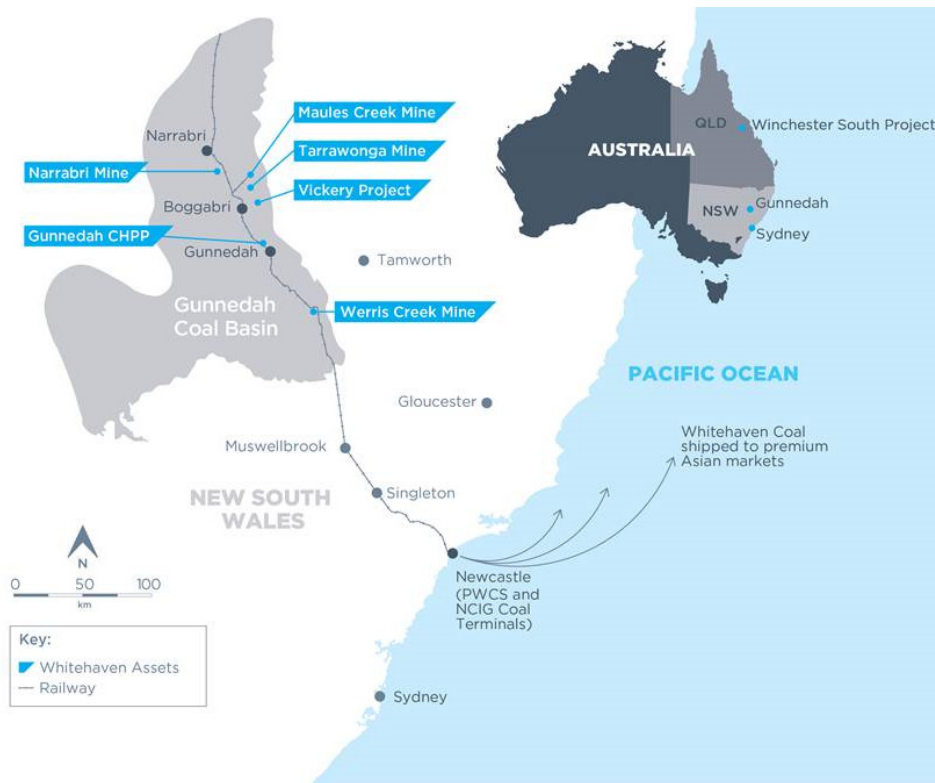 Maules Creek Mine
Narrabri
Tarrawonga Mine
Narrabri Mine
Vickery Project
Boggabri
Gunnedah CHPP
Gunnedah
Tamworth
Gunnedah
Coal Basin
Werris Creek Mine
Gloucester
Muswellbrook
Singleton
NEW SOUTH
WALES
Newcastle
(PWCS and
NCIG Coal
Terminals)
Sydney
QLD
Winchester South Project
AUSTRALIA
NSW
Gunnedah
Sydney
PACIFIC OCEAN
Whitehaven Coal
shipped to premium
Asian markets
N
0 50 100
km
Key:
Whitehaven Assets
Railway